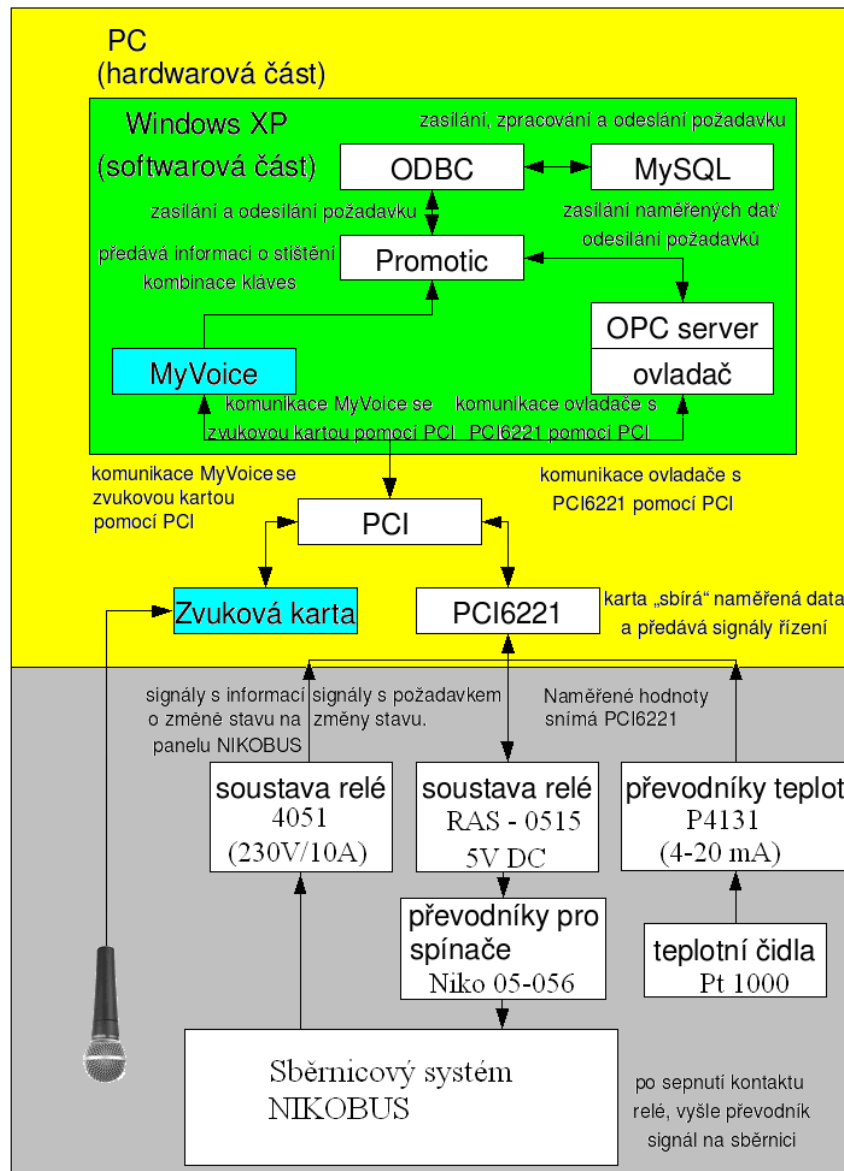 PC
(hardwarová část)
Windows XP
(softwarová část)
zasílání, zpracování a odeslání požadavku
ODBC
MySQL
zasílání a odesílání požadavku
zasílání naměřených dat/
odesílání požadavků
předává informaci o stištění
kombinace kláves
Promotic
OPC server
ovladač
MyVoice
komunikace MyVoice se
zvukovou kartou pomocí PCI
komunikace ovladače s
PCI6221 pomocí PCI
komunikace MyVoice se
zvukovou kartou
pomocí PCI
komunikace ovladače s
PCI6221 pomocí PCI
PCI
Zvuková karta
PCI6221
karta „sbírá“ naměřená data
a předává signály řízení
signály s informací
o změně stavu na
panelu NIKOBUS
signály s požadavkem
změny stavu.
Naměřené hodnoty
snímá PCI6221
soustava relé
4051
(230V/10A)
soustava relé
RAS - 0515
5V DC
převodníky teplot
P4131
(4-20 mA)
převodníky pro
spínače
Niko 05-056
teplotní čidla
Pt 1000
Sběrnicový systém
NIKOBUS
po sepnutí kontaktu
relé, vyšle převodník
signál na sběrnici